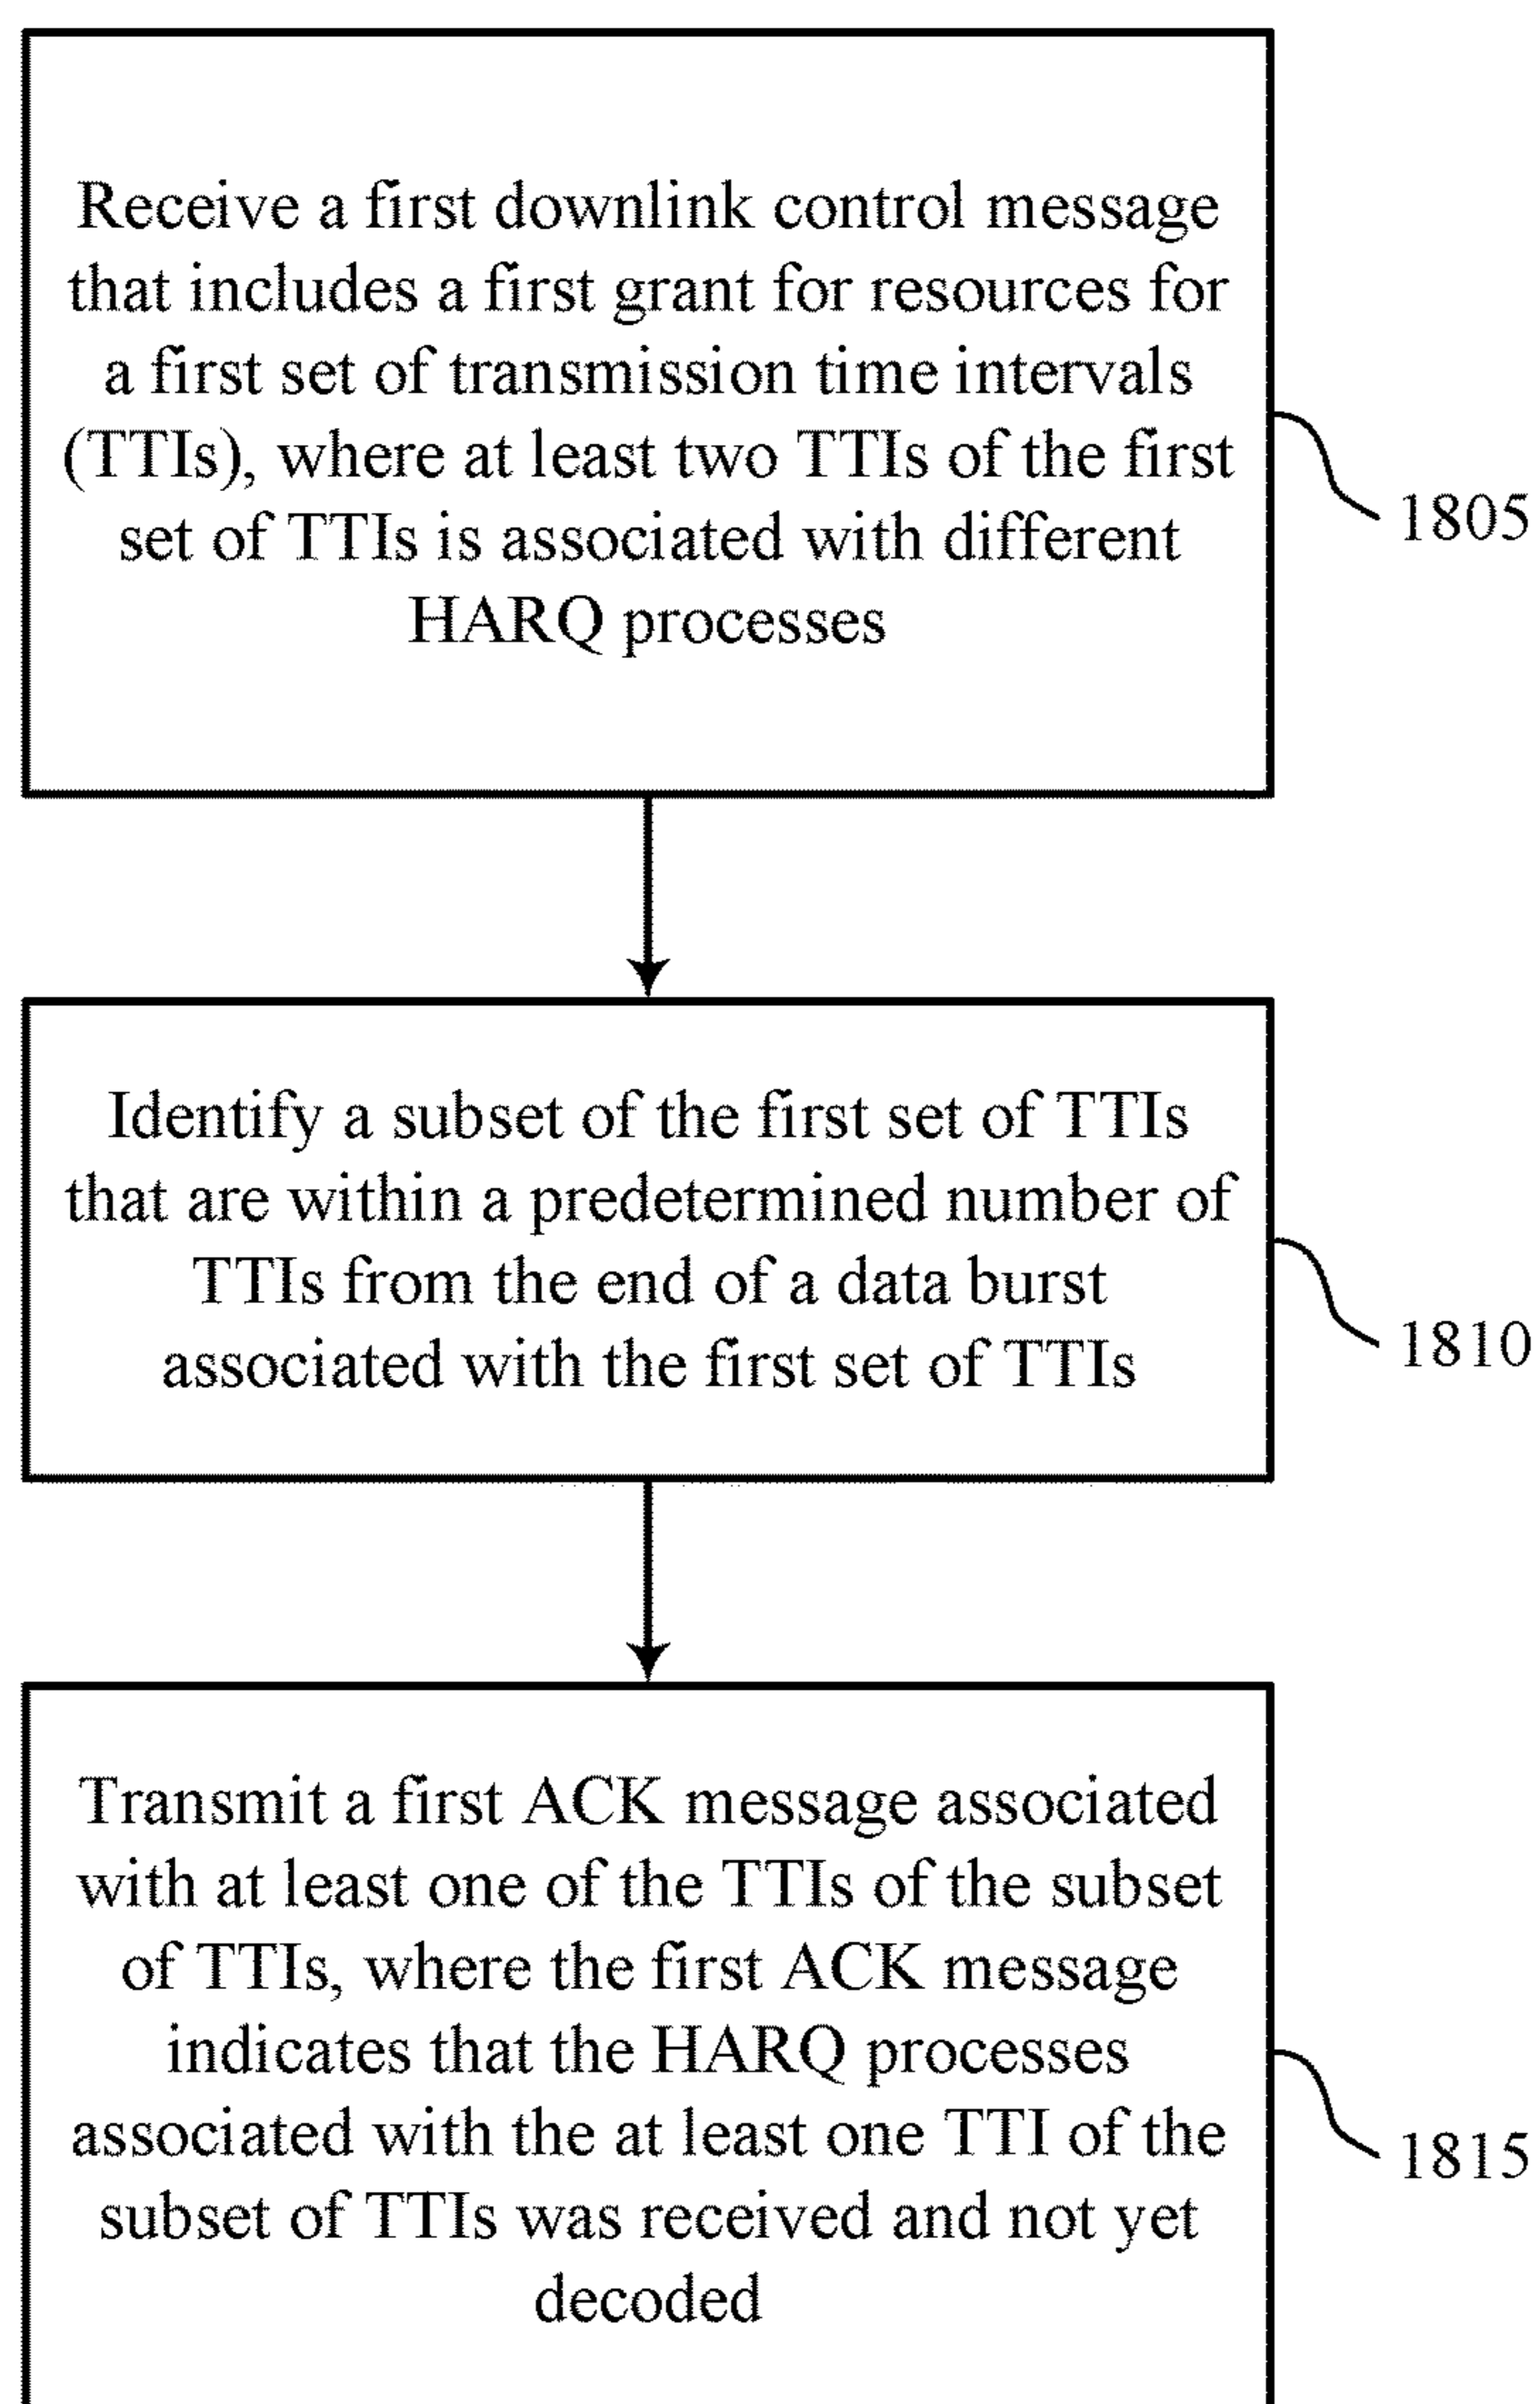 Receive a first downlink control message
that includes a first grant for resources for
a first set of transmission time intervals
(TTIs), where at least two TTIs of the first
set of TTIs is associated with different
HARQ processes
1805
Identify a subset of the first set of TTIs
that are within a predetermined number of
TTIs from the end of a data burst
associated with the first set of TTIs
1810
Transmit a first ACK message associated
with at least one of the TTIs of the subset
of TTIs, where the first ACK message
indicates that the HARQ processes
associated with the at least one TTI of the
subset of TTIs was received and not yet
decoded
1815